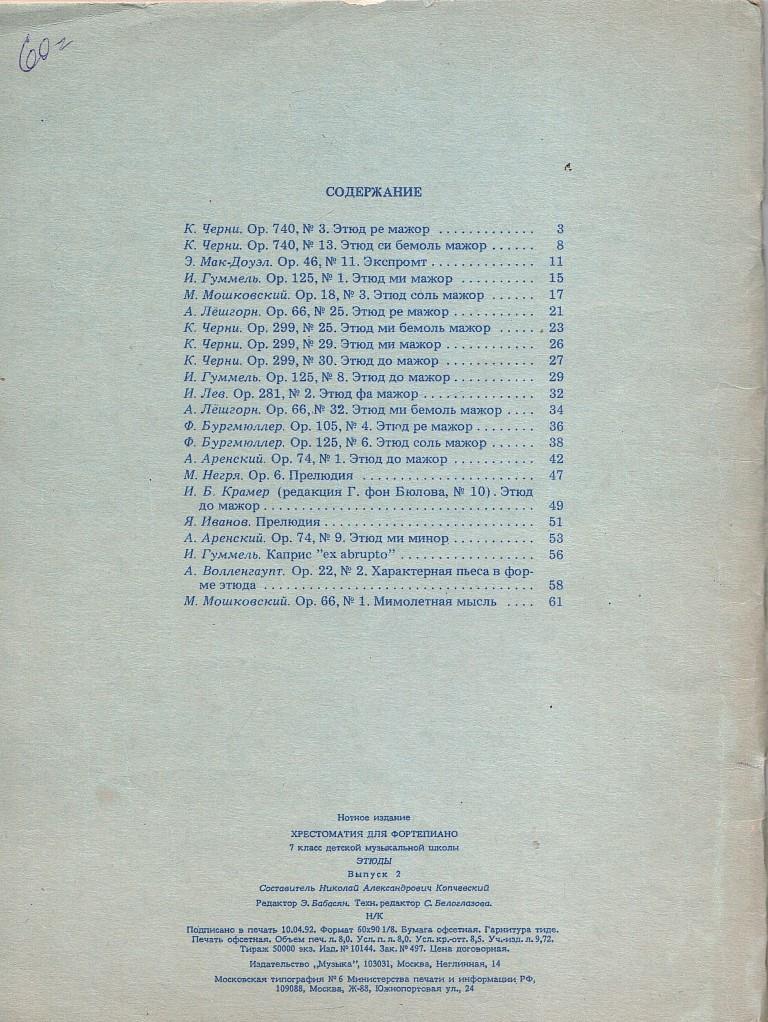 60=
СОДЕРЖАНИЕ
К. Черни. Ор. 740, № 3. Этюд ре мажор ............. 3
К. Черни. Ор. 740, № 13. Этюд си бемоль мажор ...... 8
Э. Мак-Доуэл. Ор. 46, № 11. Экспромт .............. 11
И. Гуммель. Ор. 125, № 1. Этюд ми мажор .......... 15
М. Мошковский. Ор. 18, № 3. Этюд соль мажор ...... 17
А. Лёшгорн. Ор. 66, № 25. Этюд ре мажор .......... 21
К. Черни. Ор. 299, № 25. Этюд ми бемоль мажор ..... 23
К. Черни. Ор. 299, № 29. Этюд ми мажор ........... 26
К. Черни. Ор. 299, № 30. Этюд до мажор ........... 27
И. Гуммель. Ор. 125, № 8. Этюд до мажор .......... 29
И. Лев. Ор. 281, № 2. Этюд фа мажор .............. 32
А. Лёшгорн. Ор. 66, № 32. Этюд ми бемоль мажор .... 34
Ф. Бургмюллер. Ор. 105, № 4. Этюд ре мажор ....... 36
Ф. Бургмюллер. Ор. 125, № 6. Этюд соль мажор ...... 38
А. Аренский. Ор. 74, № 1. Этюд до мажор .......... 42
М. Негря. Ор. 6. Прелюдия ..................... 47
И. Б. Крамер (редакция Г. фон Бюлова, № 10). Этюд
до мажор .................................. 49
Я. Иванов. Прелюдия .......................... 51
А. Аренский. Ор. 74, № 9. Этюд ми минор .......... 53
И. Гуммель. Каприс "ex abrupto" ................. 56
А. Волленгаупт. Ор. 22, № 2. Характерная пьеса в фор-
ме этюда .................................. 58
М. Мошковский. Ор. 66, № 1. Мимолетная мысль .... 61
Нотное издание
ХРЕСТОМАТИЯ ДЛЯ ФОРТЕПИАНО
7 класс детской музыкальной школы
ЭТЮДЫ
Выпуск 2
Составитель Николай Александрович Копчевский
Редактор Э. Бабасян. Техн. редактор С. Белоглазова.
Н/К
Подписано в печать 10.04.92. Формат 60x90 1/8. Бумага офсетная. Гарнитура тиде.
Печать офсетная. Объем печ. л. 8,0. Усл. п. л. 8,0. Усл. кр.-отт. 8,5. Уч.-изд. л. 9,72.
Тираж 50000 экз. Изд. № 10144. Зак. № 497. Цена договорная.
Издательство „Музыка", 103031, Москва, Неглинная, 14
Московская типография № 6 Министерства печати и информации РФ,
109088, Москва, Ж-88, Южнопортовая ул., 24